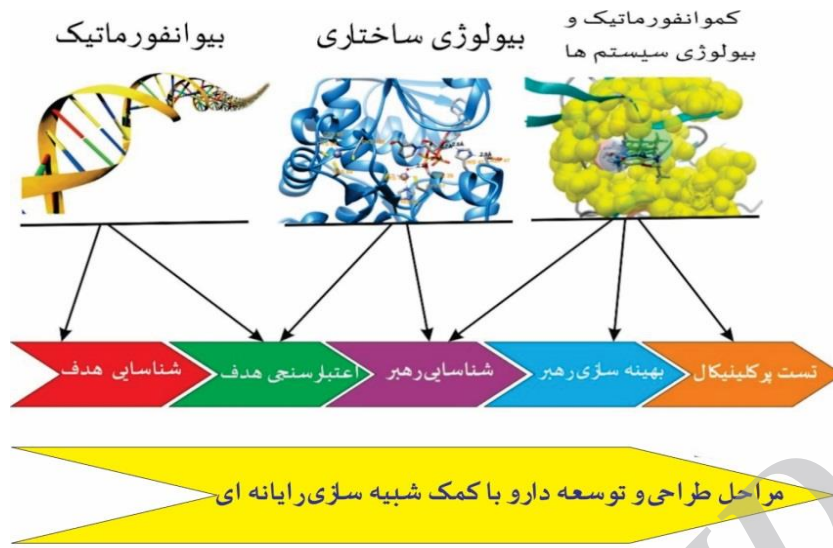 کموانفورماتیک و
بیولوژی سیستم ها
بیولوژی ساختاری
بیوانفورماتیک
شناسایی هدف
اعتبارسنجی هدف
شناسایی رهبر
بهینه سازی رهبر
تست پرکلینیکال
مراحل طراحی و توسعه دارو با کمک شبیه سازی رایانه ای